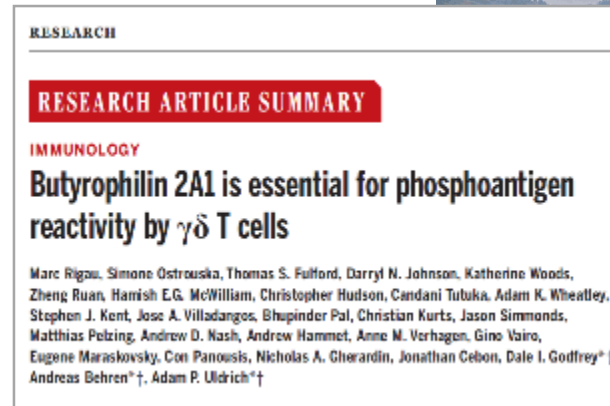 RESEARCH
RESEARCH ARTICLE SUMMARY
IMMUNOLOGY
Butyrophilin 2A1 is essential for phosphoantigen
reactivity by γδ T cells
Marc Rigau, Simone Ostrouska, Thomas S. Fulford, Darryl N. Johnson, Katherine Woods,
Zheng Ruan, Hamish E.G. McWilliam, Christopher Hudson, Candani Tutuka, Adam K. Wheatley,
Stephen J. Kent, Jose A. Villadangos, Bhupinder Pal, Christian Kurts, Jason Simmonds,
Matthias Pelzing, Andrew D. Nash, Andrew Hammet, Anne M. Verhagen, Gino Vairo,
Eugene Maraskovsky, Con Panousis, Nicholas A. Gherardin, Jonathan Cebon, Dale I. Godfrey*
Andreas Behren*†, Adam P. Uldrich*†